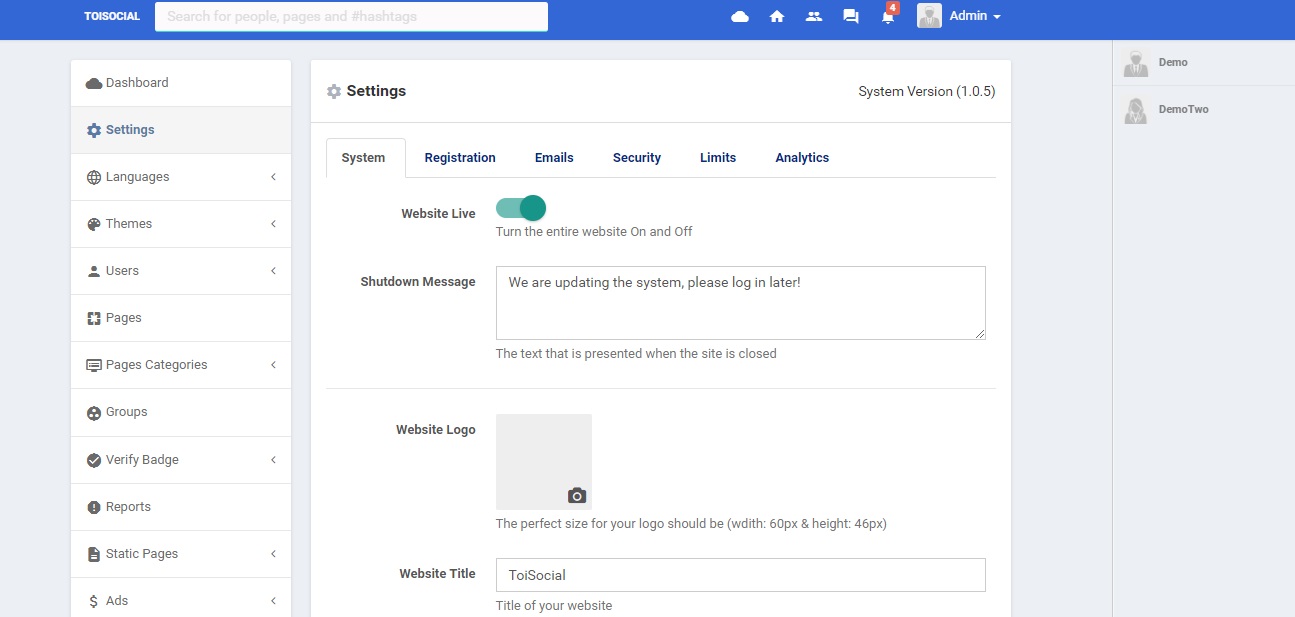 TOISOCIAL
Search for people, pages and #hashtags
4
Admin
Demo
DemoTwo
Dashboard
Settings
Languages
Themes
Users
Pages
Pages Categories
Groups
Verify Badge
Reports
Static Pages
Ads
Settings
System Version (1.0.5)
System
Registration
Emails
Security
Limits
Analytics
Website Live
Turn the entire website On and Off
Shutdown Message
We are updating the system, please log in later!
The text that is presented when the site is closed
Website Logo
The perfect size for your logo should be (wdith: 60px & height: 46px)
Website Title
ToiSocial
Title of your website